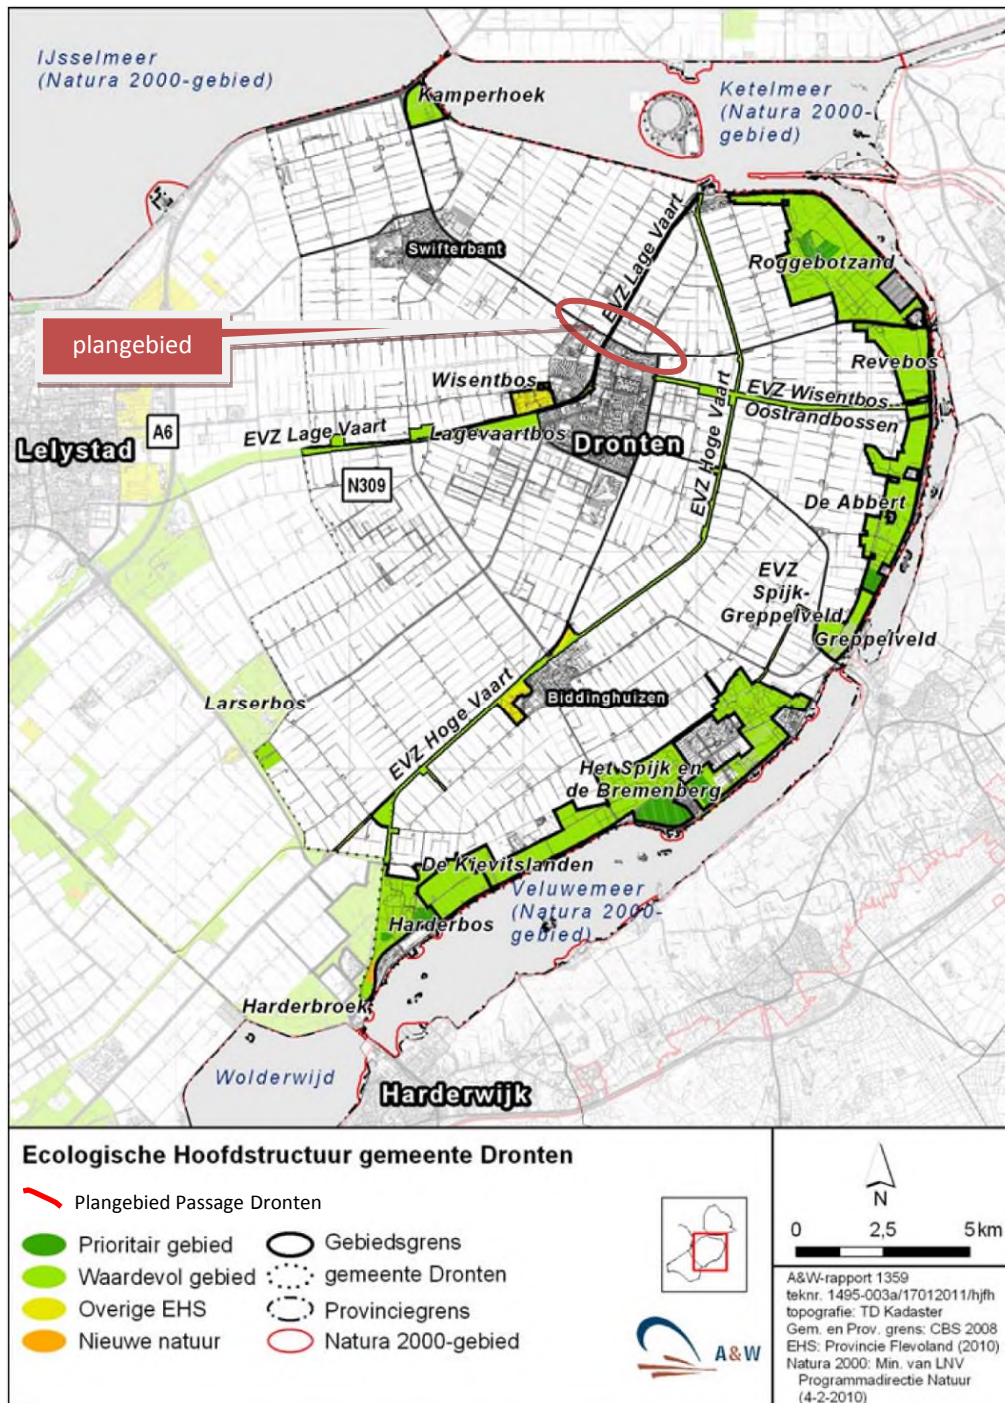 IJsselmeer
(Natura 2000-gebied)
Kamperhoek
Ketelmeer
(Natura 2000-
gebied)
Swifterbant
EVZ Lage Vaart
Roggebotzand
plangebied
Revebos
Wisentbos
EVZ Wisentbos
Oostrandbossen
A6
EVZ Lage Vaart
Lagevaartbos
Lelystad
Dronten
EVZ Hoge Vaart
N309
De Abbert
EVZ
Spijk-
Greppelveld
Greppelveld
Larserbos
EVZ Hoge Vaart
Biddinghuizen
Het Spijk en
de Bremenberg
De Kievitslanden
Veluwemeer
(Natura 2000-
gebied)
Harderbos
Harderbroek
Wolderwijd
Harderwijk
Ecologische Hoofdstructuur gemeente Dronten
Plangebied Passage Dronten
Prioritair gebied
Waardevol gebied
Overige EHS
Nieuwe natuur
Gebiedsgrens
gemeente Dronten
Provinciegrens
Natura 2000-gebied
A&W
N
0 2,5 5 km
A&W-rapport 1359
teknr. 1495-003a/17012011/hjfh
topografie: TD Kadaster
Gem. en Prov. grens: CBS 2008
EHS: Provincie Flevoland (2010)
Natura 2000: Min. van LNV
Programmadirectie Natuur
(4-2-2010)